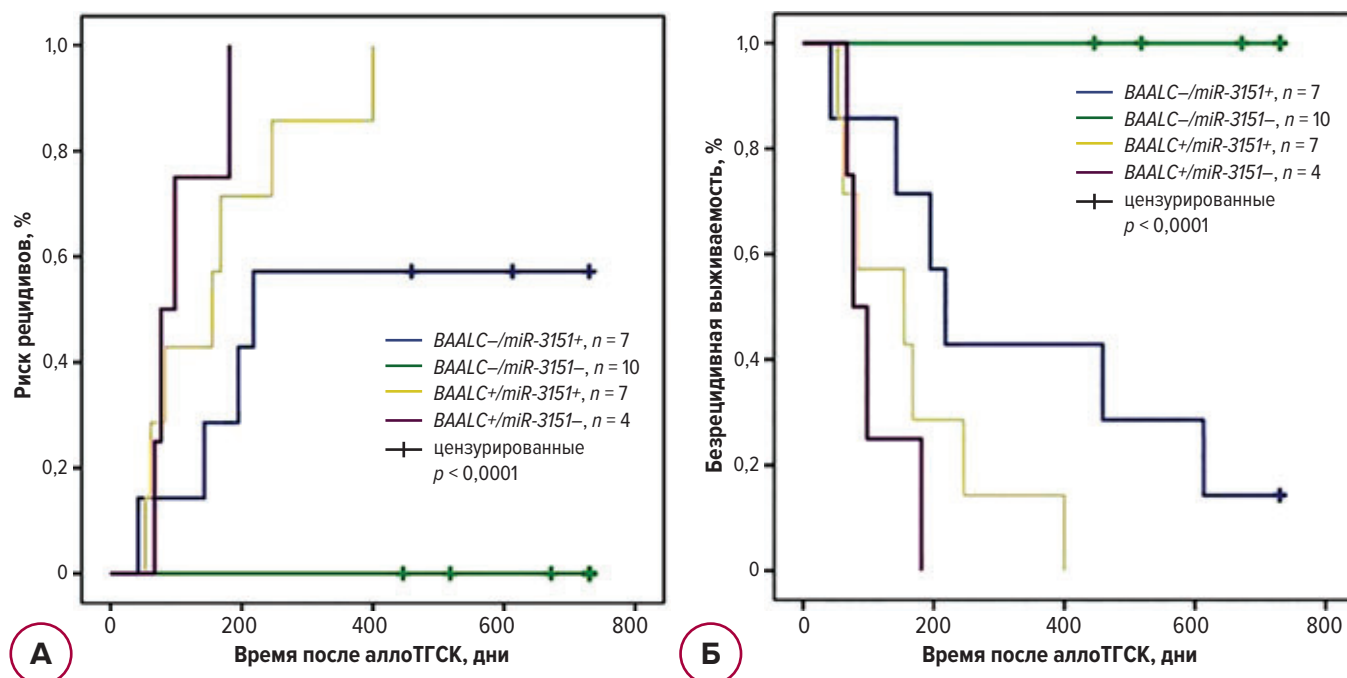 Риск рецидивов, %
1,0
0,8
0,6
0,4
0,2
0
BAALC–/miR-3151+, n = 7
BAALC–/miR-3151–, n = 10
BAALC+/miR-3151+, n = 7
BAALC+/miR-3151–, n = 4
цензурированные
p < 0,0001
0 200 400 600 800
Время после аллоТГСК, дни
А
Безрецидивная выживаемость, %
1,0
0,8
0,6
0,4
0,2
0
BAALC–/miR-3151+, n = 7
BAALC–/miR-3151–, n = 10
BAALC+/miR-3151+, n = 7
BAALC+/miR-3151–, n = 4
цензурированные
p < 0,0001
0 200 400 600 800
Время после аллоТГСК, дни
Б